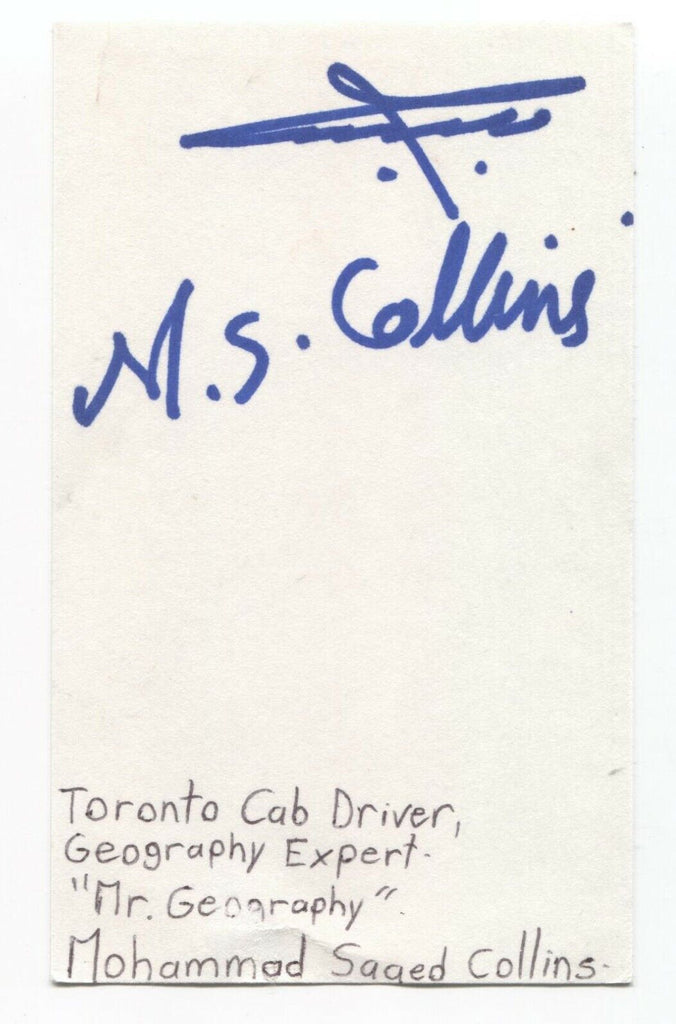 M.S. Collins
Toronto Cab Driver,
Geography Expert.
"Mr. Geography".
Mohammad Saaed Collins.